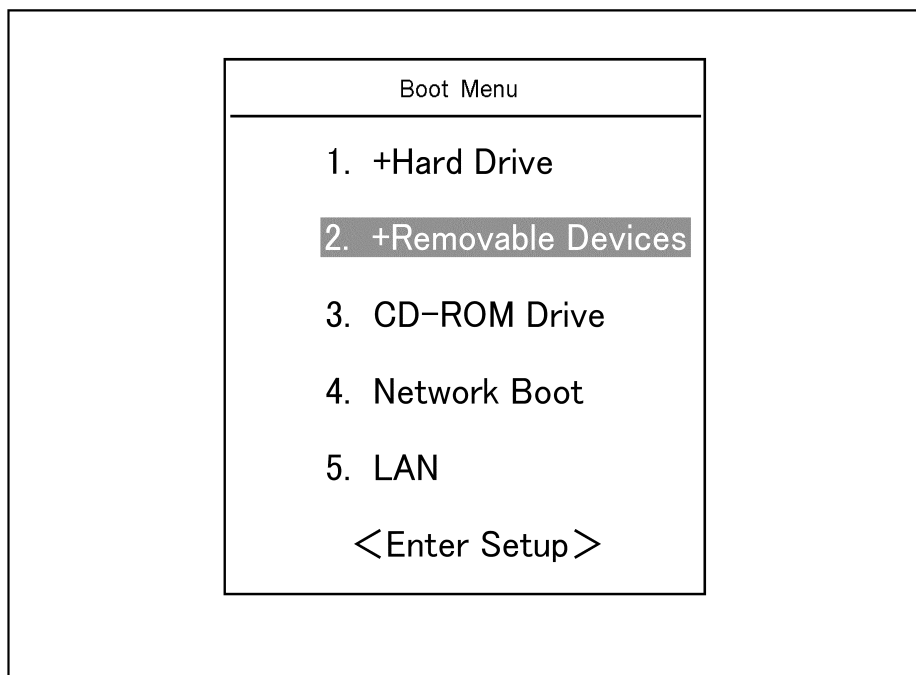 Boot Menu
1. +Hard Drive
2. +Removable Devices
3. CD-ROM Drive
4. Network Boot
5. LAN
<Enter Setup>